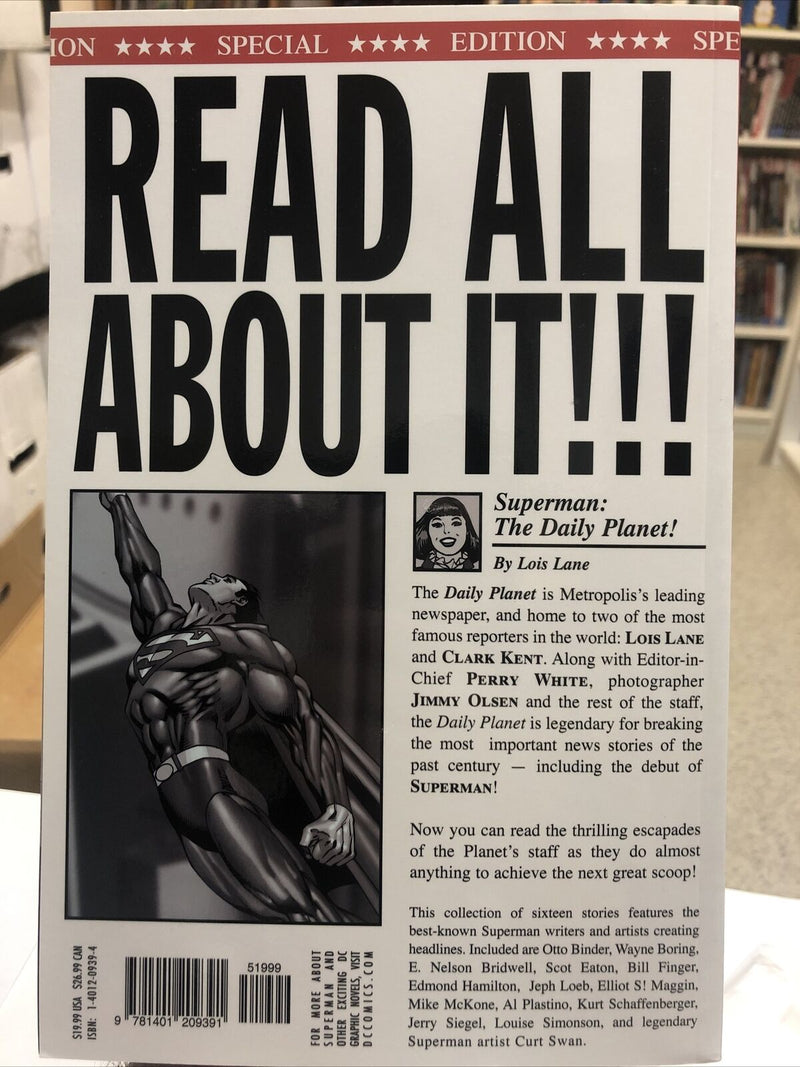 ION ★★★★ SPECIAL ★★★★ EDITION ★★★★ SPE
READ ALL
ABOUT IT!!!
Superman:
The Daily Planet!
By Lois Lane
The Daily Planet is Metropolis's leading
newspaper, and home to two of the most
famous reporters in the world: LOIS LANE
and CLARK KENT. Along with Editor-in-
Chief PERRY WHITE, photographer
JIMMY OLSEN and the rest of the staff,
the Daily Planet is legendary for breaking
the most important news stories of the
past century — including the debut of
SUPERMAN!
Now you can read the thrilling escapades
of the Planet's staff as they do almost
anything to achieve the next great scoop!
This collection of sixteen stories features the
best-known Superman writers and artists creating
headlines. Included are Otto Binder, Wayne Boring,
E. Nelson Bridwell, Scot Eaton, Bill Finger,
Edmond Hamilton, Jeph Loeb, Elliot S! Maggin,
Mike McKone, Al Plastino, Kurt Schaffenberger,
Jerry Siegel, Louise Simonson, and legendary
Superman artist Curt Swan.
$19.99 USA $26.99 CAN
ISBN: 1-4012-0939-4
9 781401 209391
51999
FOR MORE ABOUT
SUPERMAN AND
OTHER EXCITING DC
GRAPHIC NOVELS, VISIT
DCCOMICS.COM